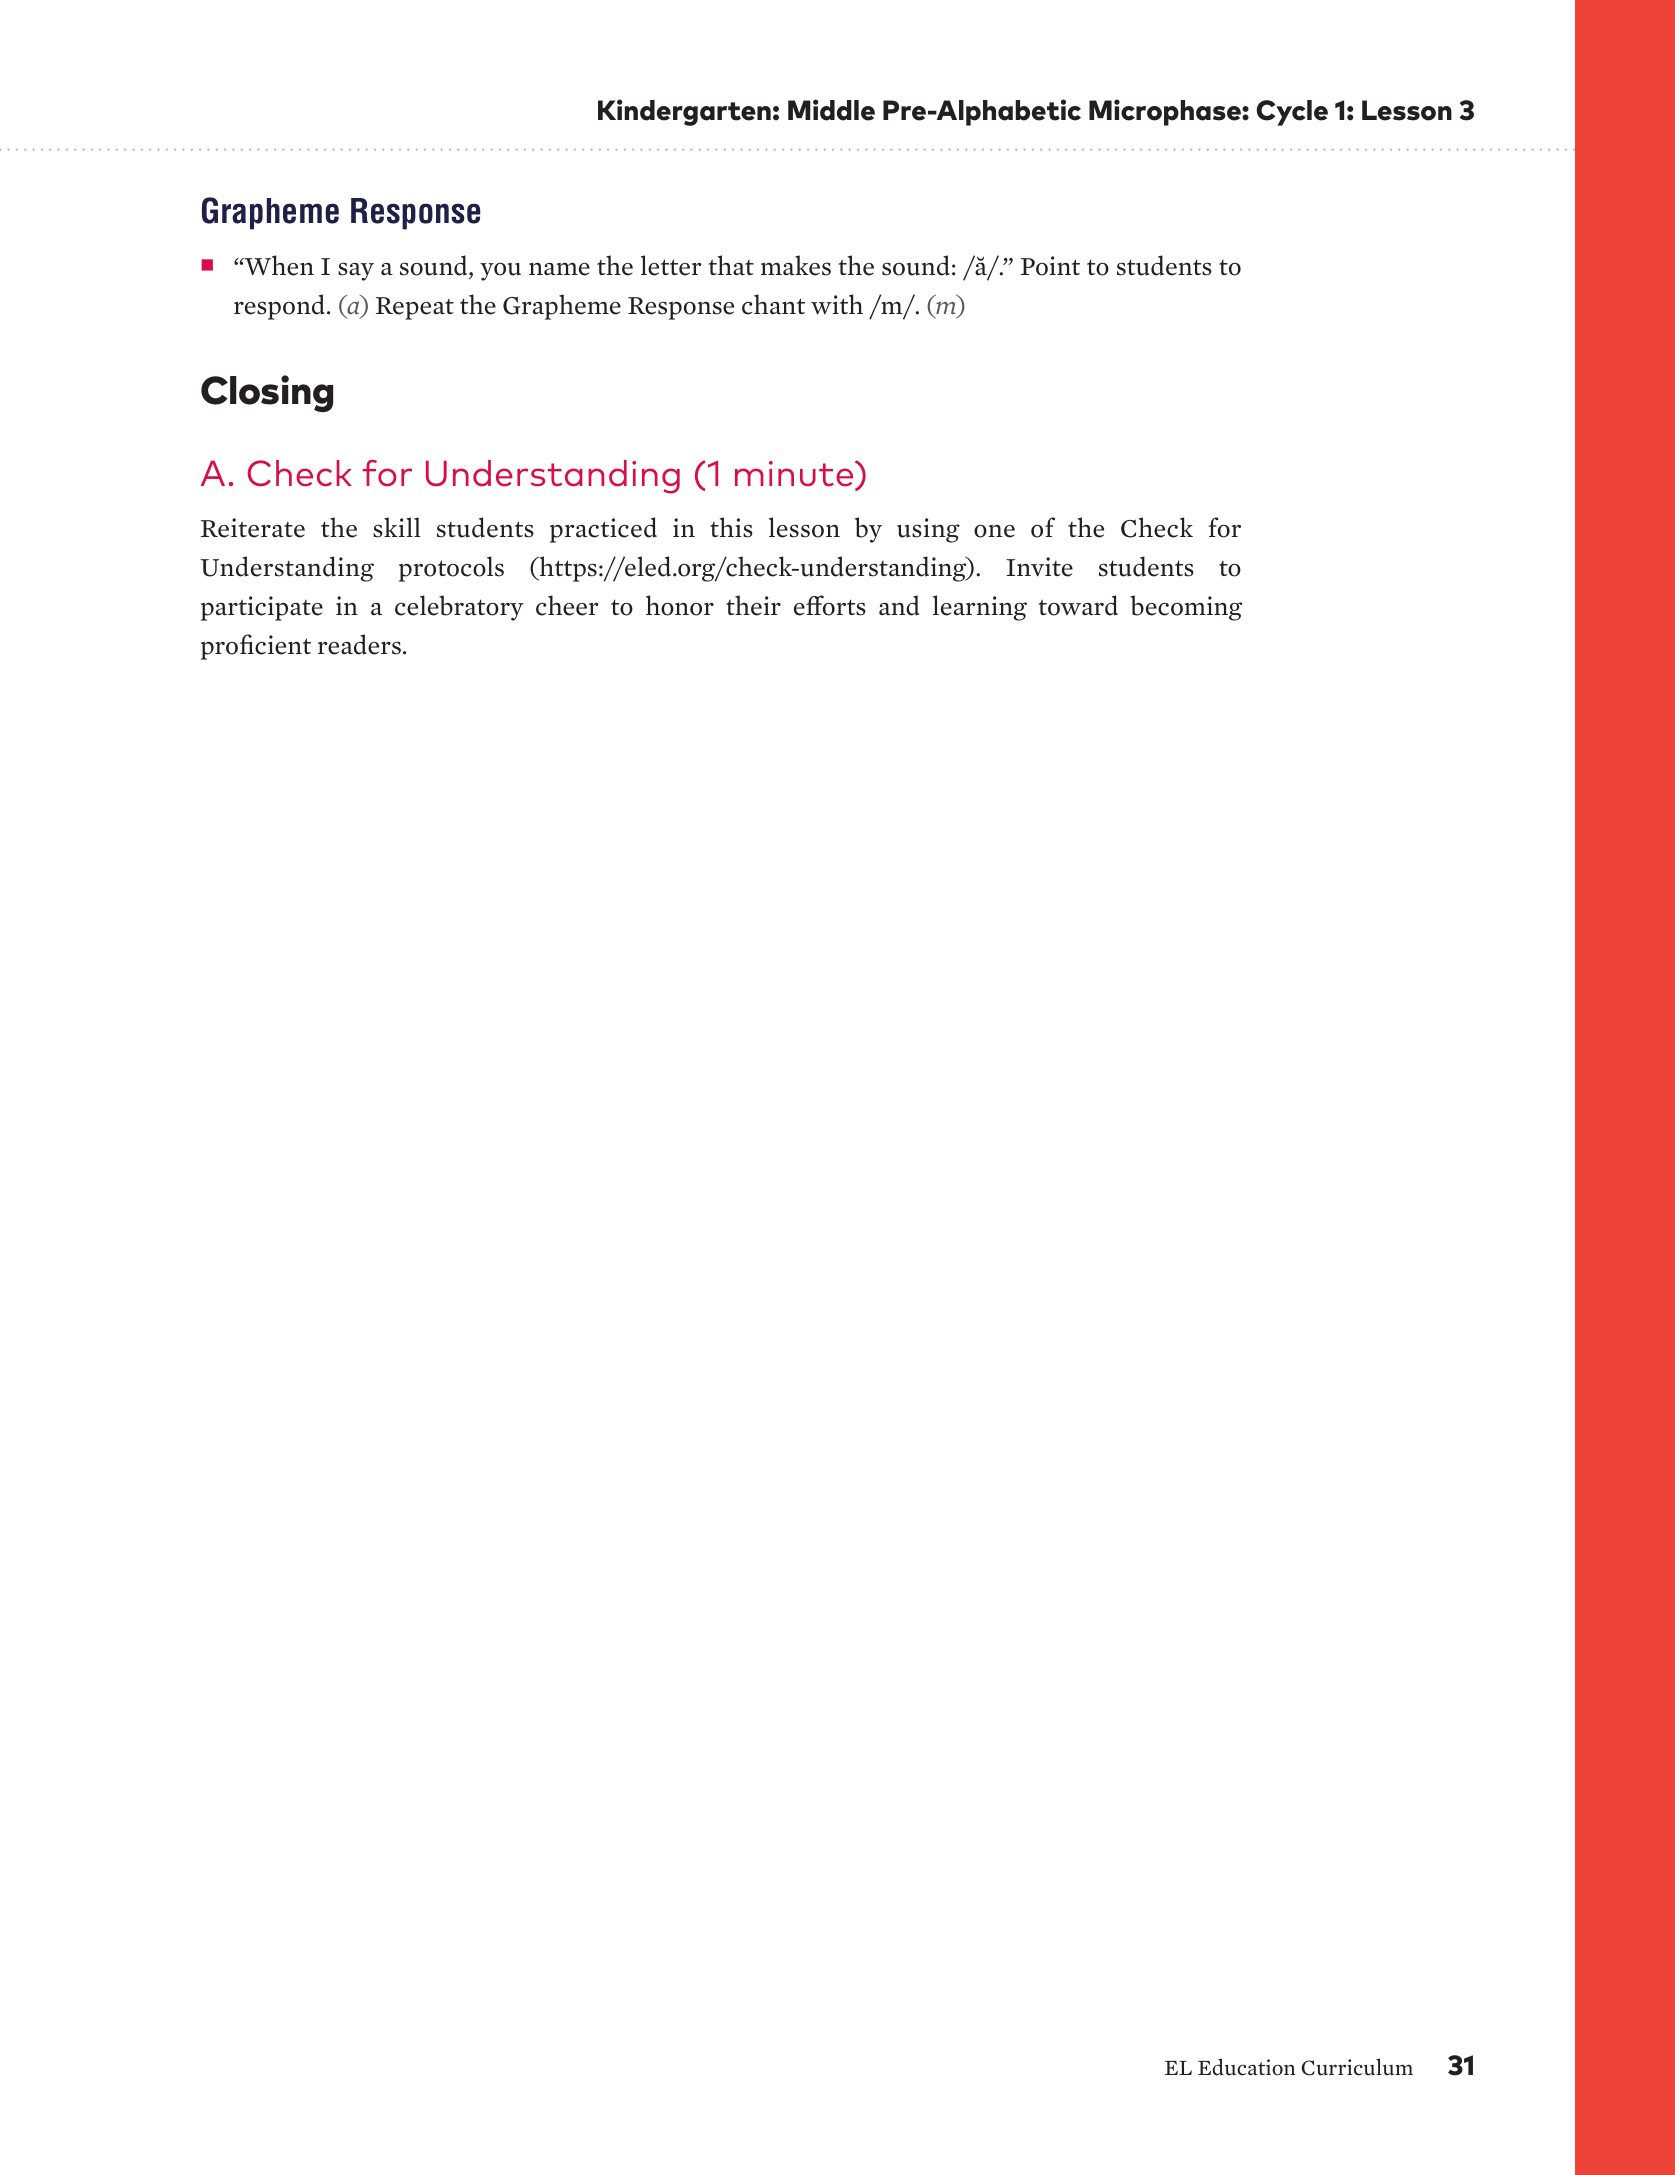 Kindergarten: Middle Pre-Alphabetic Microphase: Cycle 1: Lesson 3
Grapheme Response
■ “When I say a sound, you name the letter that makes the sound: /ă/.” Point to students to
respond. (a) Repeat the Grapheme Response chant with /m/. (m)
Closing
A. Check for Understanding (1 minute)
Reiterate the skill students practiced in this lesson by using one of the Check for
Understanding protocols (https://eled.org/check-understanding). Invite students to
participate in a celebratory cheer to honor their efforts and learning toward becoming
proficient readers.
EL Education Curriculum 31